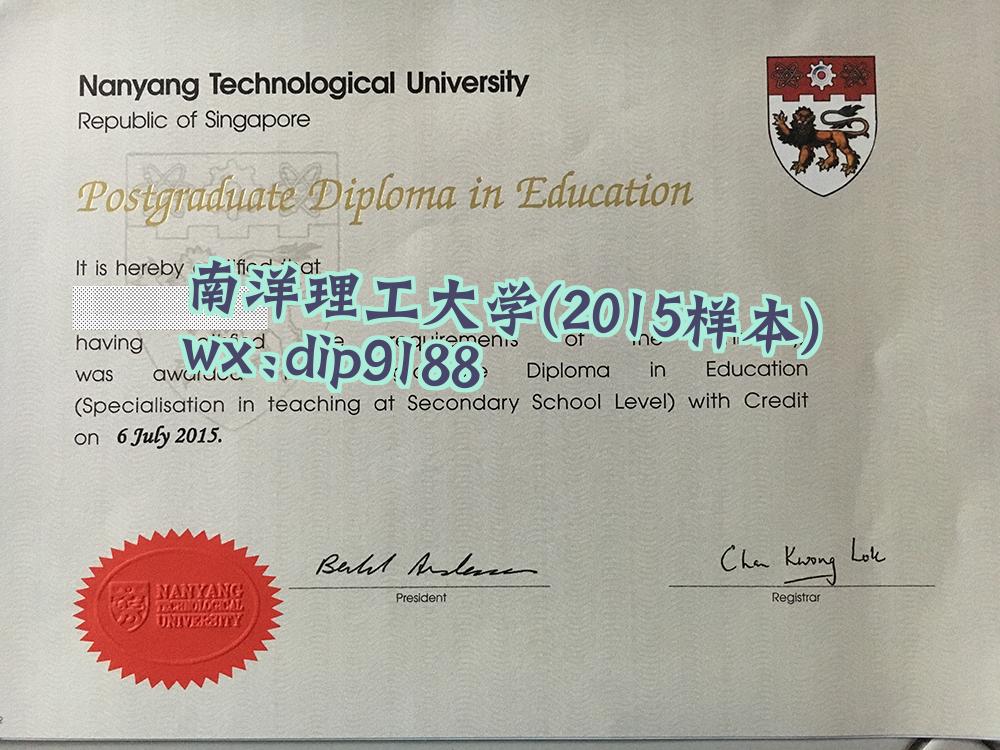 Nanyang Technological University
Republic of Singapore
Postgraduate Diploma in Education
It is hereby that
南洋理工大学(2015样本)
having requirements of the
wx:dip9188
was awarded Diploma in Education
(Specialisation in teaching at Secondary School Level) with Credit
on 6 July 2015.
President
Chan Kwong Lok
Registrar
NANYANG
TECHNOLOGICAL
UNIVERSITY